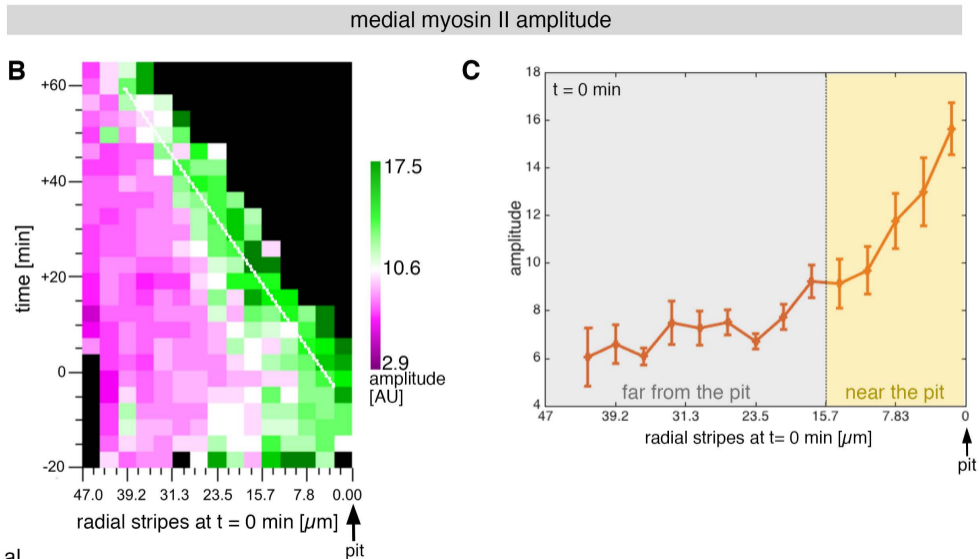 medial myosin II amplitude
B
+60
+40
+20
0
-20
time [min]
47.0 39.2 31.3 23.5 15.7 7.8 0.00
radial stripes at t = 0 min [µm]
pit
17.5
10.6
2.9
amplitude
[AU]
C
t = 0 min
18
16
14
12
10
8
6
4
amplitude
far from the pit
near the pit
47 39.2 31.3 23.5 15.7 7.83 0
radial stripes at t= 0 min [µm]
pit
al